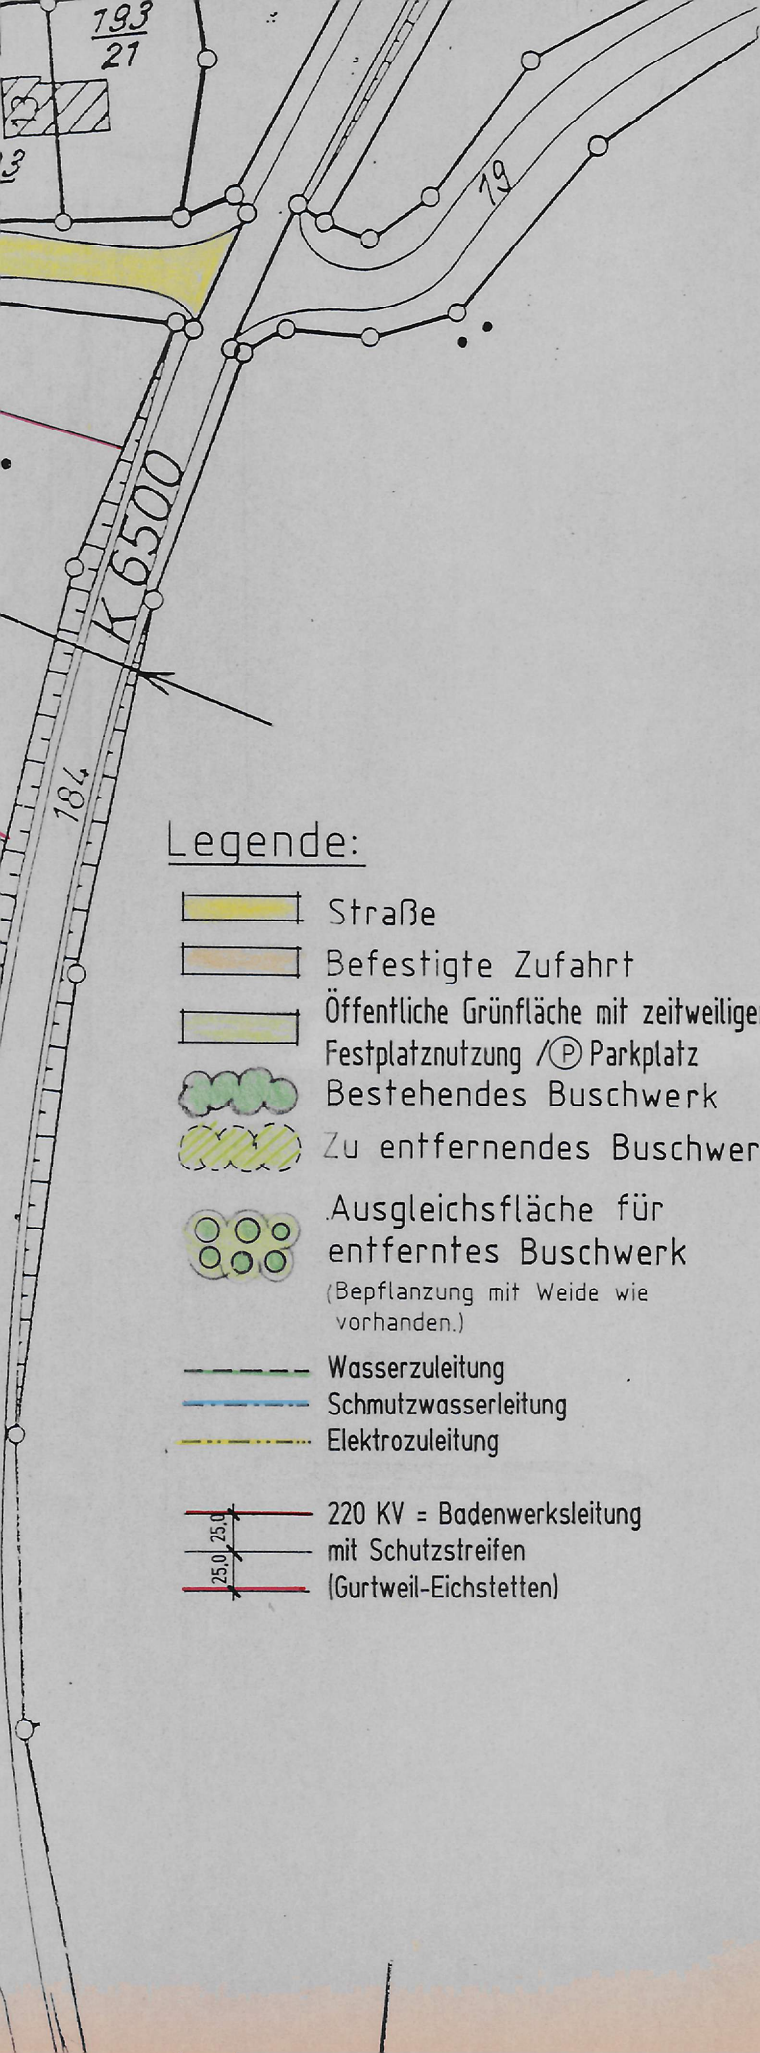 193
21
3
19
K 6500
184
Legende:
Straße
Befestigte Zufahrt
Öffentliche Grünfläche mit zeitweilige
Festplatznutzung /Ⓟ Parkplatz
Bestehendes Buschwerk
Zu entfernendes Buschwer
Ausgleichsfläche für
entferntes Buschwerk
(Bepflanzung mit Weide wie
vorhanden.)
Wasserzuleitung
Schmutzwasserleitung
Elektrozuleitung
25,0
25,0
220 KV = Badenwerksleitung
mit Schutzstreifen
(Gurtweil-Eichstetten)